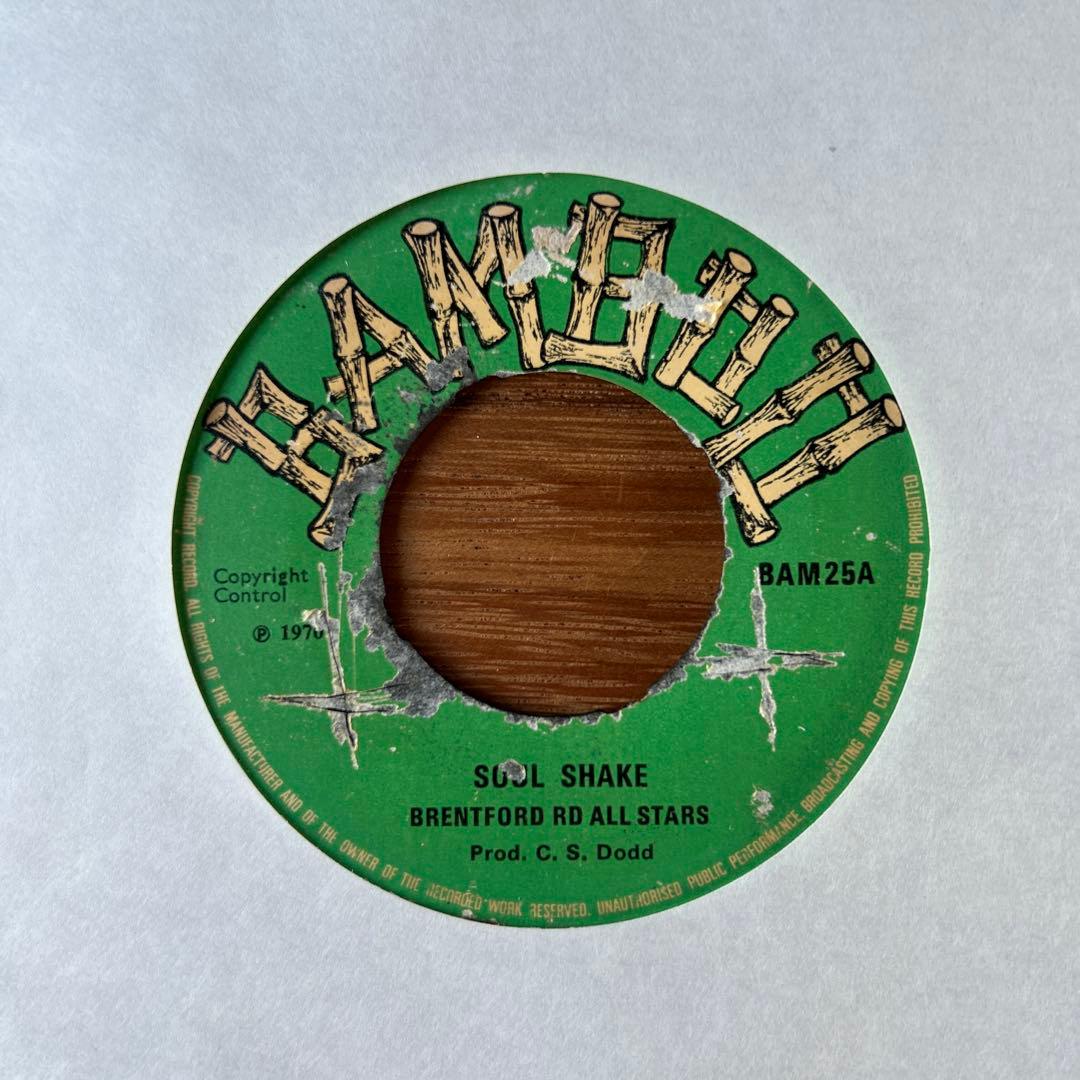 BAMBOO
Copyright
Control
℗ 1970
BAM 25A
SOUL SHAKE
BRENTFORD RD ALL STARS
Prod. C. S. Dodd
COPYRIGHT RECORD ALL RIGHTS OF THE MANUFACTURER AND OF THE OWNER OF THE RECORDED WORK RESERVED. UNAUTHORISED PUBLIC PERFORMANCE BROADCASTING AND COPYING OF THIS RECORD PROHIBITED